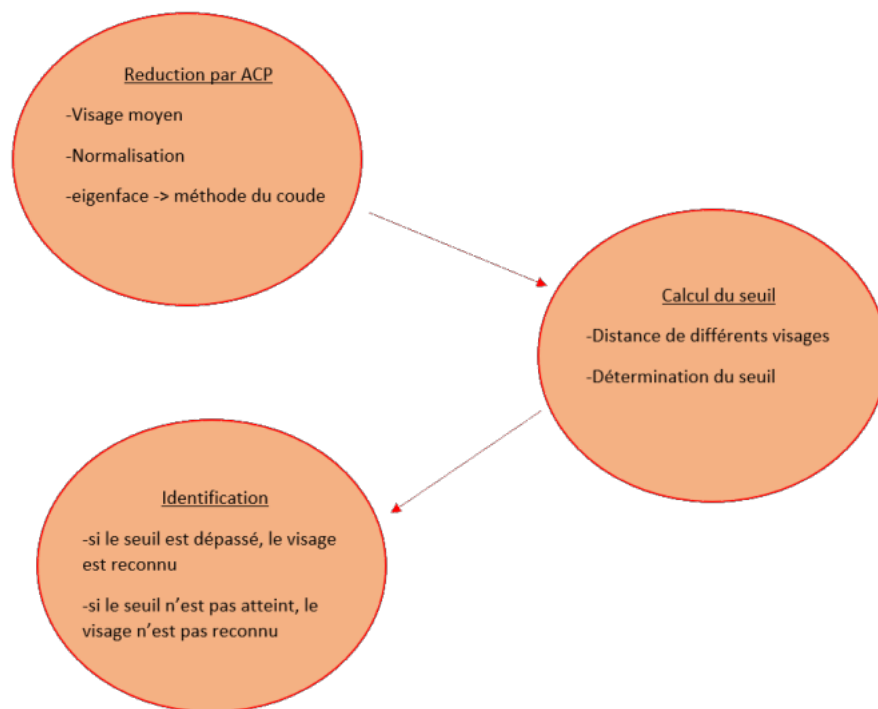 Reduction par ACP
-Visage moyen
-Normalisation
-eigenface -> méthode du coude
Calcul du seuil
-Distance de différents visages
-Détermination du seuil
Identification
-si le seuil est dépassé, le visage
est reconnu
-si le seuil n’est pas atteint, le
visage n’est pas reconnu